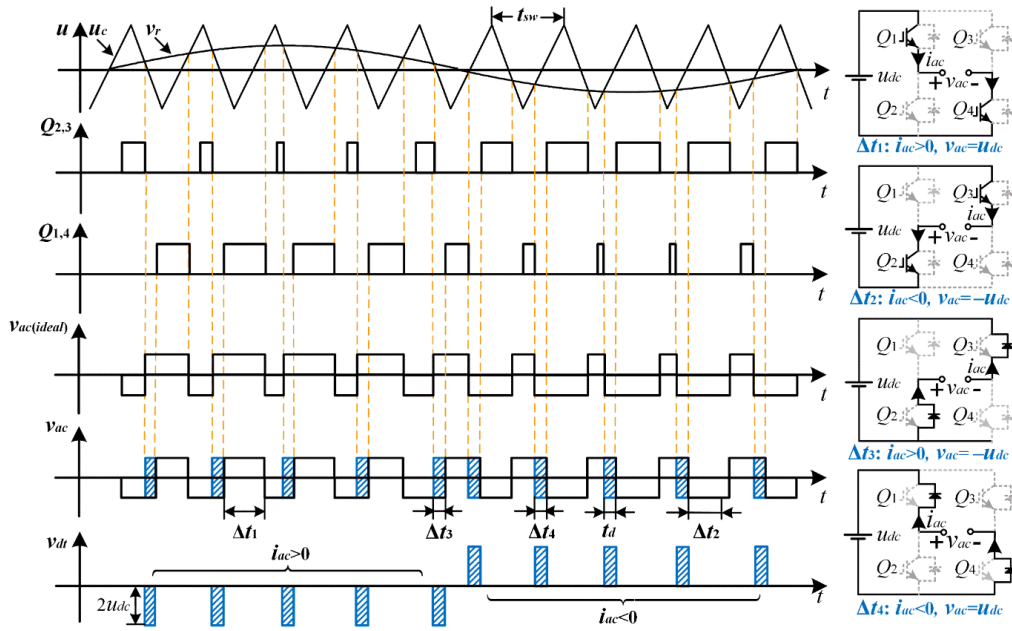 u uc vr tsw
t
Q2,3
t
Q1,4
t
vac(ideal)
t
vac
t
Δt1 Δt3 Δt4 td Δt2
vdt
iac>0
2udc
iac<0
t
Q1 Q3
iac
udc + vac -
Q2 Q4
Δt1: iac>0, vac=udc
Q1 Q3
iac
udc + vac -
Q2 Q4
Δt2: iac<0, vac=–udc
Q1 Q3
iac
udc + vac -
Q2 Q4
Δt3: iac>0, vac=–udc
Q1 Q3
iac
udc + vac -
Q2 Q4
Δt4: iac<0, vac=udc